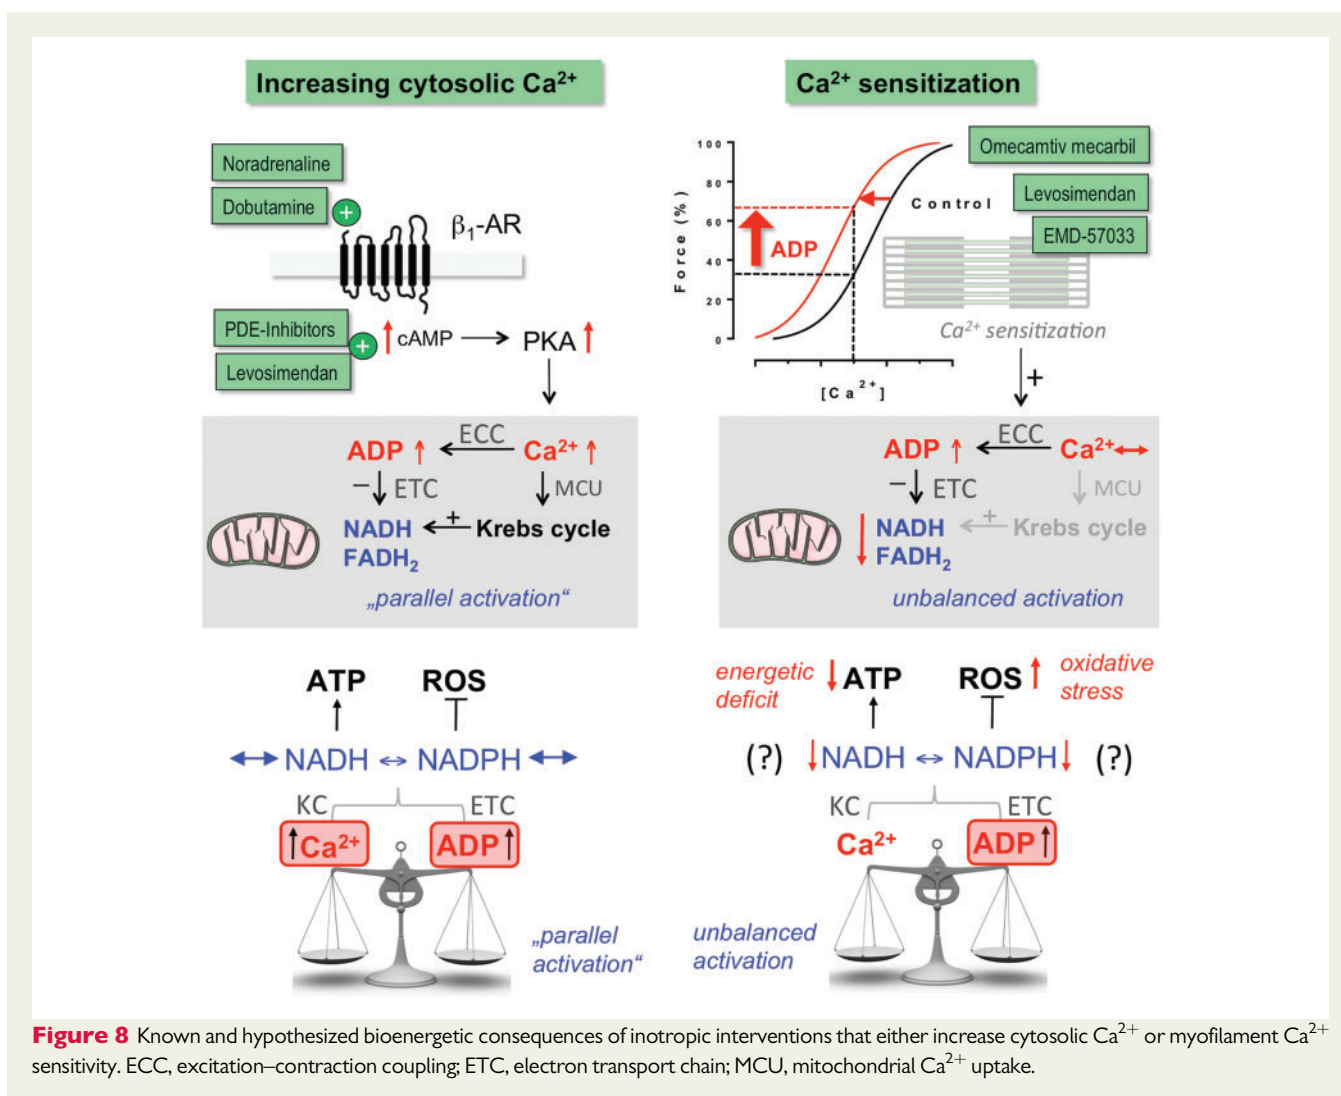 Increasing cytosolic Ca²⁺
Noradrenaline
Dobutamine
+
β₁-AR
PDE-Inhibitors
Levosimendan
+
↑cAMP → PKA ↑
ADP ↑ ← ECC Ca²⁺ ↑
– ↓ ETC ↓ MCU
NADH ← + Krebs cycle
FADH₂
„parallel activation“
ATP ROS
↔ NADH ↔ NADPH ↔
KC ETC
↑Ca²⁺ ADP↑
„parallel
activation“
Ca²⁺ sensitization
100
80
60
40
20
0
Force (%)
ADP
Control
[Ca²⁺]
Omecamtiv mecarbil
Levosimendan
EMD-57033
Ca²⁺ sensitization
↓ +
ADP ↑ ← ECC Ca²⁺ ↔
– ↓ ETC ↓ MCU
↓ NADH ← + Krebs cycle
FADH₂
unbalanced activation
energetic
deficit
↓ ATP ROS ↑
oxidative
stress
(?) ↓NADH ↔ NADPH↓ (?)
KC ETC
Ca²⁺ ADP↑
unbalanced
activation
Figure 8 Known and hypothesized bioenergetic consequences of inotropic interventions that either increase cytosolic Ca²⁺ or myofilament Ca²⁺
sensitivity. ECC, excitation–contraction coupling; ETC, electron transport chain; MCU, mitochondrial Ca²⁺ uptake.